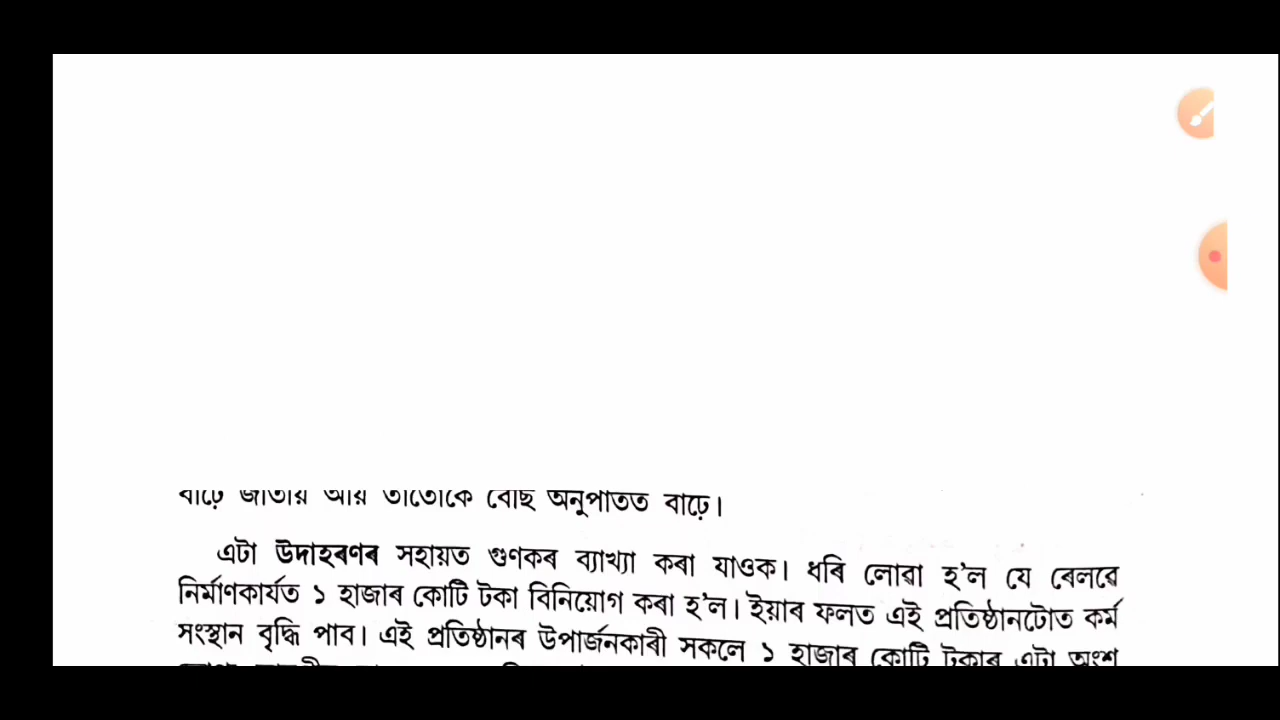 বাঢ়ে জাতীয় আয় তাতোকৈ বেছি অনুপাতত বাঢ়ে।
এটা উদাহৰণৰ সহায়ত গুণকৰ ব্যাখ্যা কৰা যাওক। ধৰি লোৱা হ'ল যে ৰেলৱে
নিৰ্মাণকাৰ্যত ১ হাজাৰ কোটি টকা বিনিয়োগ কৰা হ'ল। ইয়াৰ ফলত এই প্ৰতিষ্ঠানটোত কৰ্ম
সংস্থান বৃদ্ধি পাব। এই প্ৰতিষ্ঠানৰ উপাৰ্জনকাৰী সকলে ১ হাজাৰ কোটি টকাৰ এটা অংশ